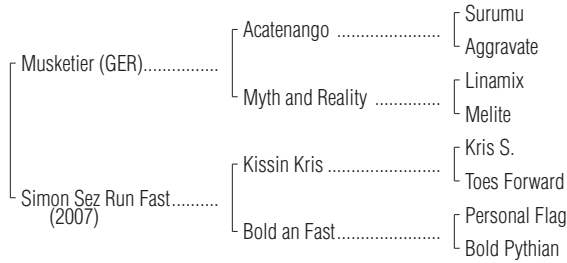 Surumu
Acatenango ........................
Aggravate
Musketier (GER)................
Linamix
Myth and Reality ...............
Melite
Kris S.
Kissin Kris ..........................
Toes Forward
Simon Sez Run Fast..........
(2007)
Personal Flag
Bold an Fast........................
Bold Pythian